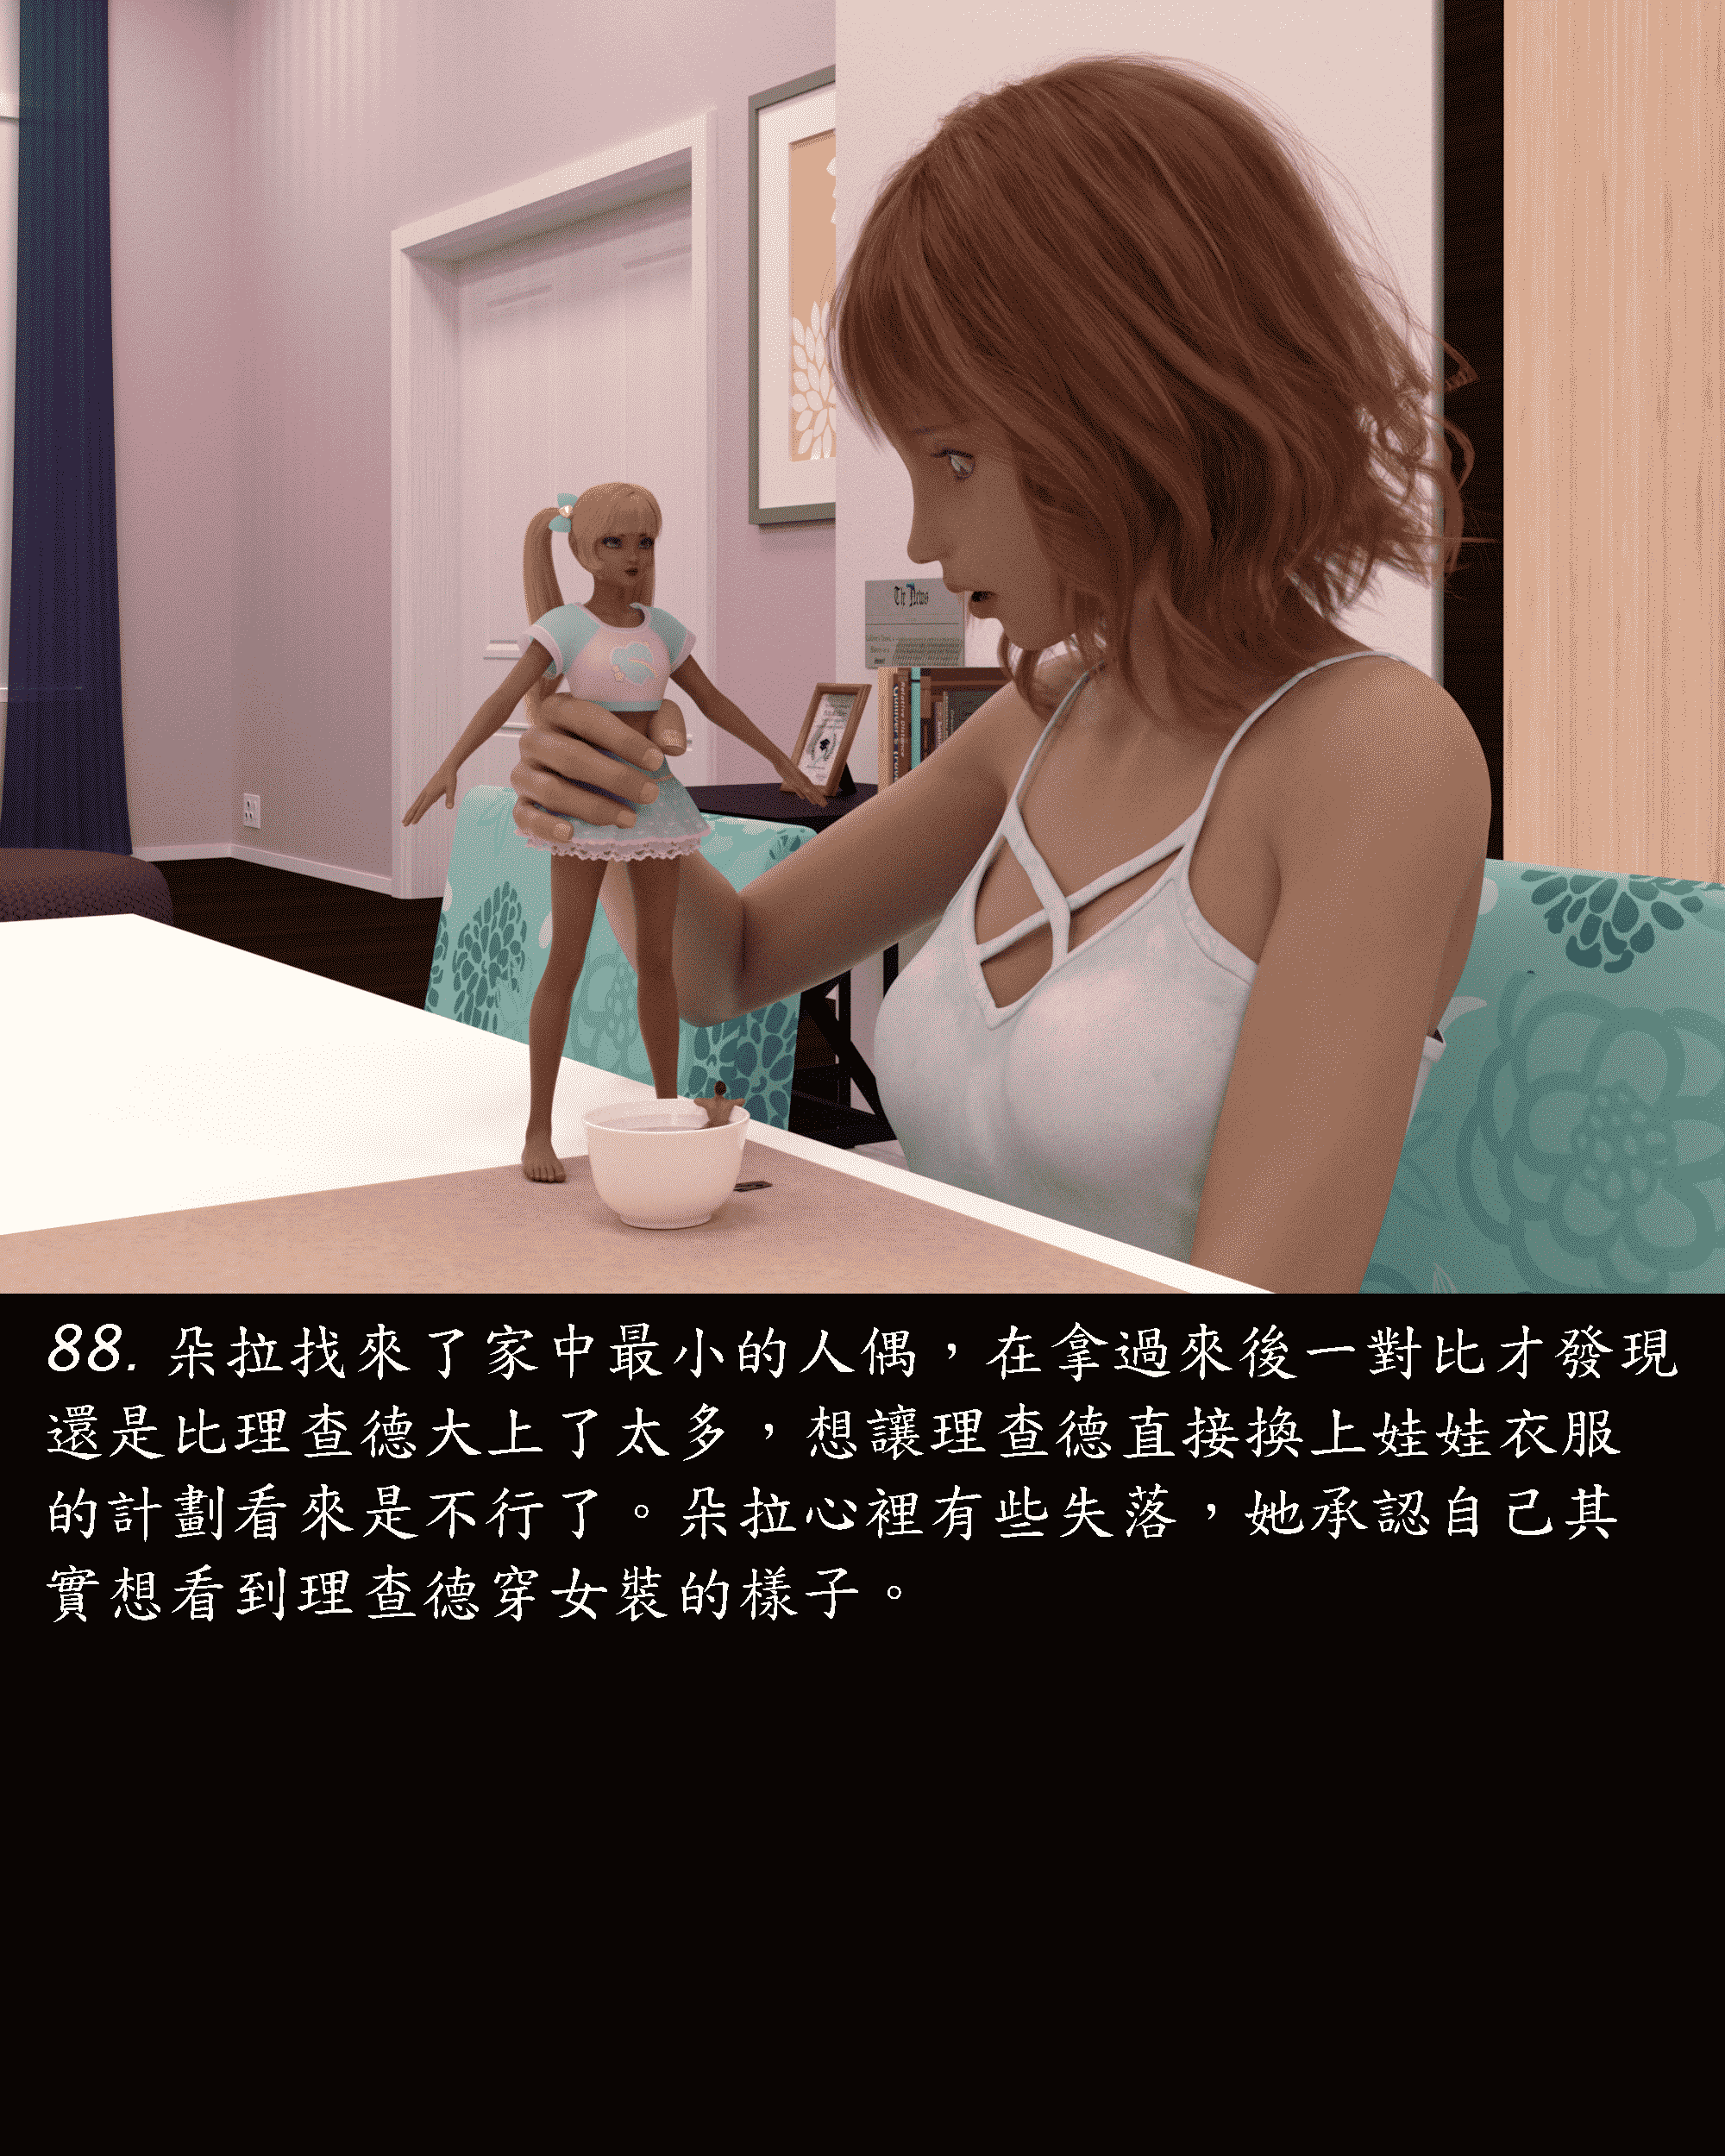 The News
Gulliver's Trave
88. 朵拉找來了家中最小的人偶，在拿過來後一對比才發現
還是比理查德大上了太多，想讓理查德直接換上娃娃衣服
的計劃看來是不行了。朵拉心裡有些失落，她承認自己其
實想看到理查德穿女裝的樣子。